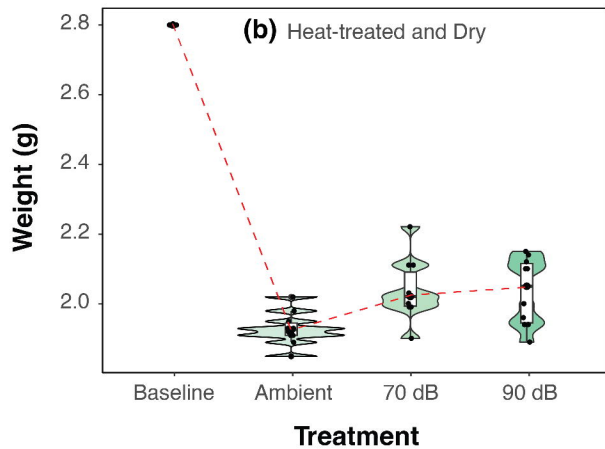 (b) Heat-treated and Dry
Weight (g)
2.8
2.6
2.4
2.2
2.0
Baseline Ambient 70 dB 90 dB
Treatment